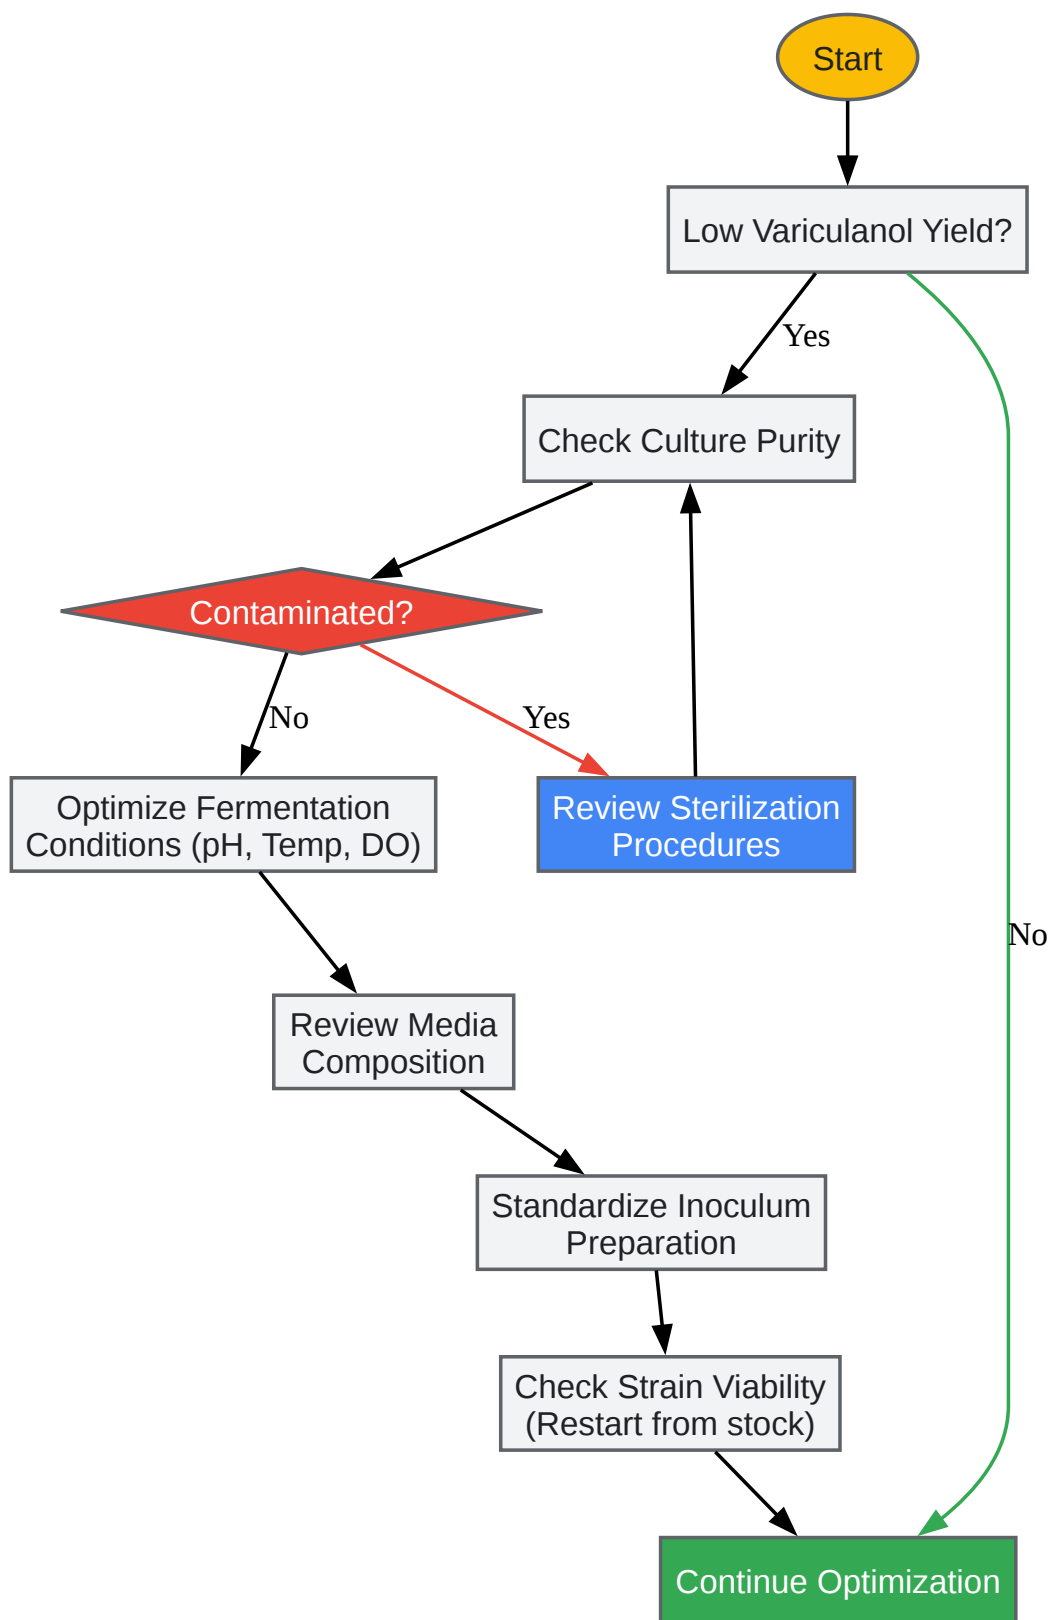 Start
Low Variculanol Yield?
Yes
Check Culture Purity
Contaminated?
No
Yes
Optimize Fermentation
Conditions (pH, Temp, DO)
Review Sterilization
Procedures
No
Review Media
Composition
Standardize Inoculum
Preparation
Check Strain Viability
(Restart from stock)
Continue Optimization